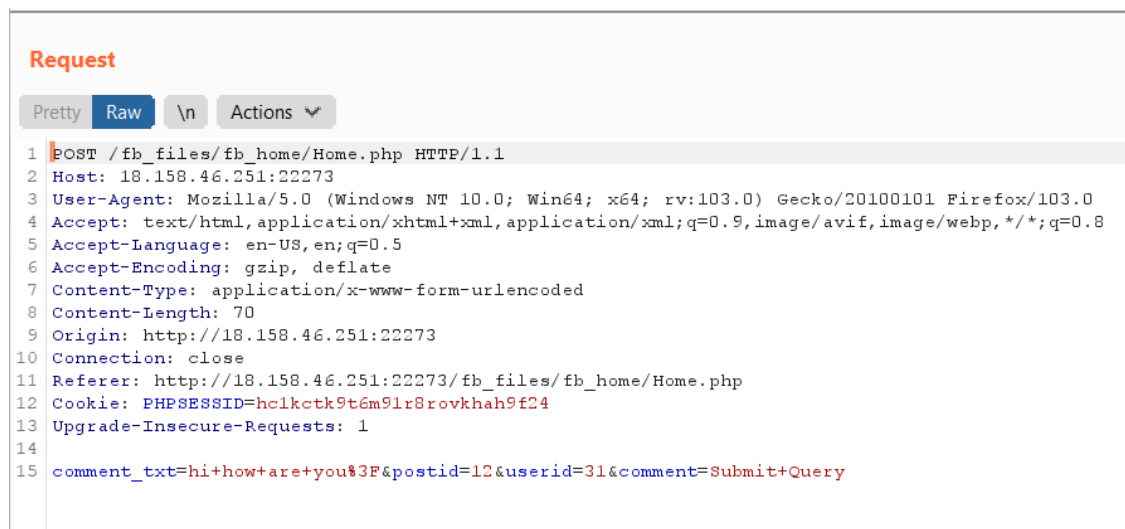 Request
Pretty Raw \n Actions
1 POST /fb_files/fb_home/Home.php HTTP/1.1
2 Host: 18.158.46.251:22273
3 User-Agent: Mozilla/5.0 (Windows NT 10.0; Win64; x64; rv:103.0) Gecko/20100101 Firefox/103.0
4 Accept: text/html,application/xhtml+xml,application/xml;q=0.9,image/avif,image/webp,*/*;q=0.8
5 Accept-Language: en-US,en;q=0.5
6 Accept-Encoding: gzip, deflate
7 Content-Type: application/x-www-form-urlencoded
8 Content-Length: 70
9 Origin: http://18.158.46.251:22273
10 Connection: close
11 Referer: http://18.158.46.251:22273/fb_files/fb_home/Home.php
12 Cookie: PHPSESSID=hc1kctk9t6m91r8rovkhah9f24
13 Upgrade-Insecure-Requests: 1
14
15 comment_txt=hi+how+are+you%3F&postid=12&userid=31&comment=Submit+Query